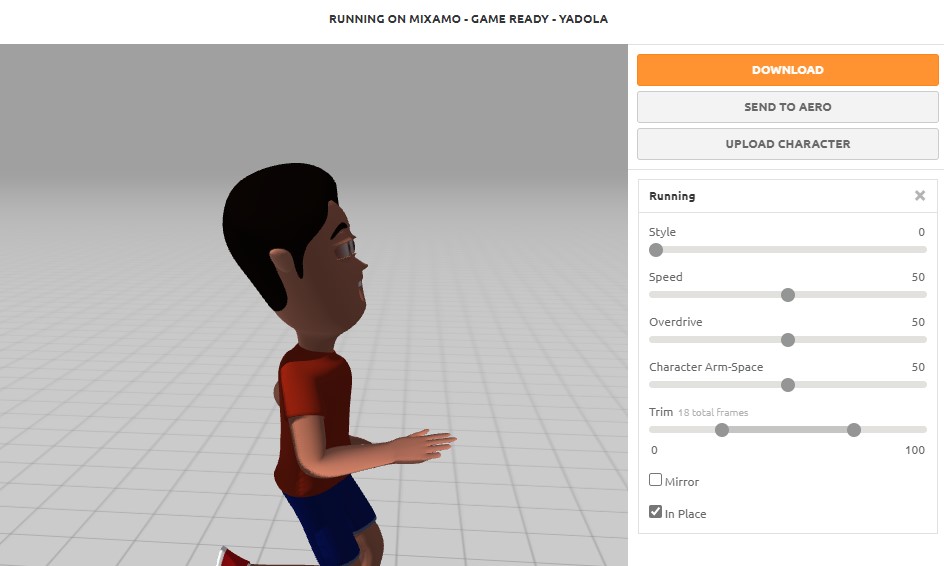 RUNNING ON MIXAMO - GAME READY - YADOLA
DOWNLOAD
SEND TO AERO
UPLOAD CHARACTER
Running
Style 0
Speed 50
Overdrive 50
Character Arm-Space 50
Trim 18 total frames
0 100
Mirror
In Place